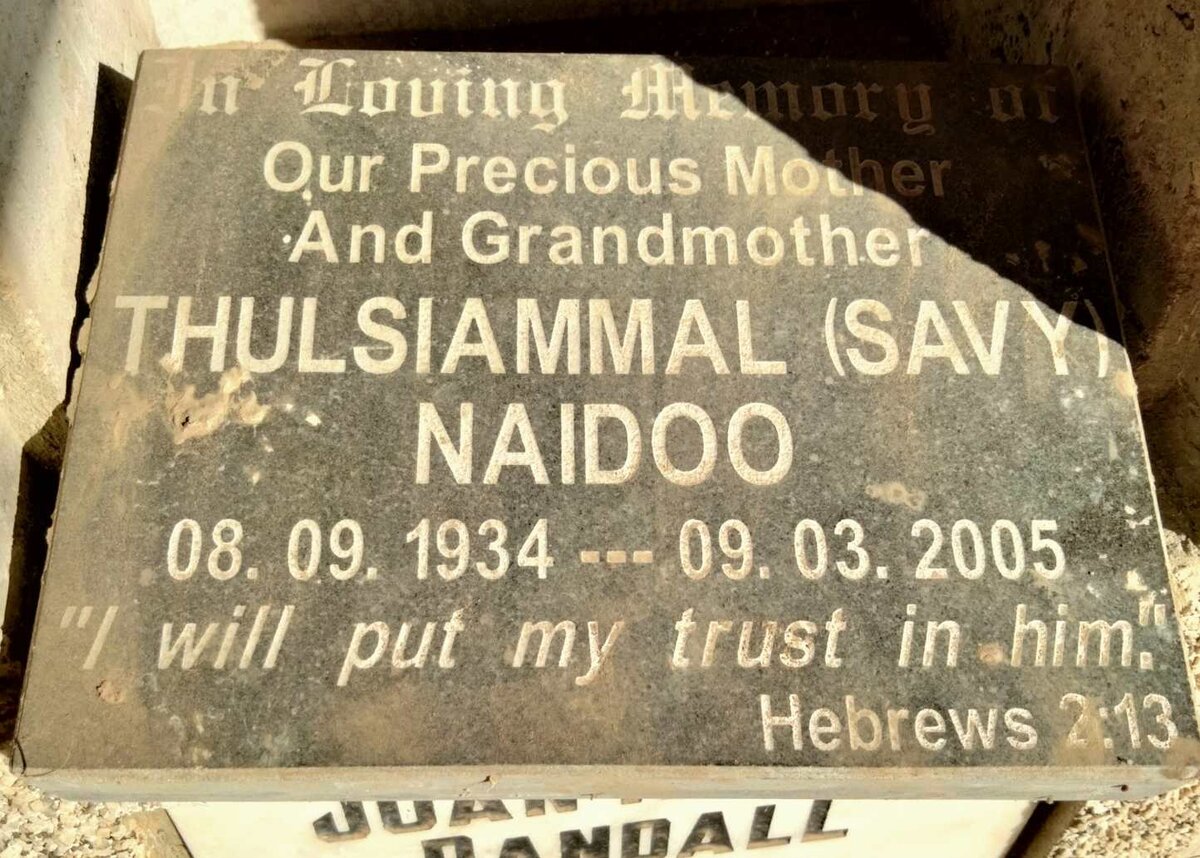 In Loving Memory of
Our Precious Mother
And Grandmother
THULSIAMMAL (SAVY)
NAIDOO
08. 09. 1934 --- 09. 03. 2005
"I will put my trust in him."
Hebrews 2:13
RANDALL